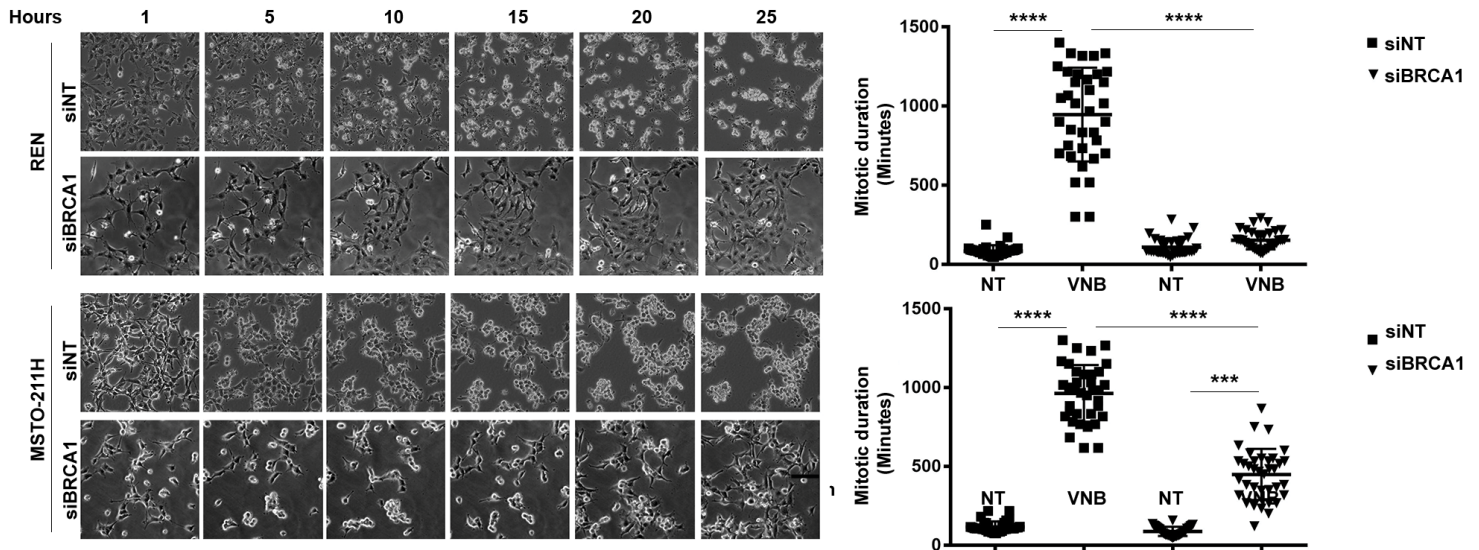 Hours 1 5 10 15 20 25
REN
siNT
siBRCA1
MSTO-211H
siNT
siBRCA1
Mitotic duration
(Minutes)
1500
1000
500
0
**** ****
NT VNB NT VNB
siNT
siBRCA1
Mitotic duration
(Minutes)
1500
1000
500
0
**** ****
***
NT VNB NT VNB
siNT
siBRCA1